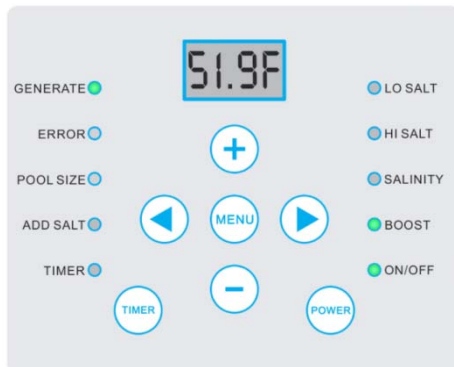 51.9F
GENERATE
LO SALT
ERROR
HI SALT
+
POOL SIZE
SALINITY
ADD SALT
MENU
BOOST
TIMER
ON/OFF
-
TIMER
POWER